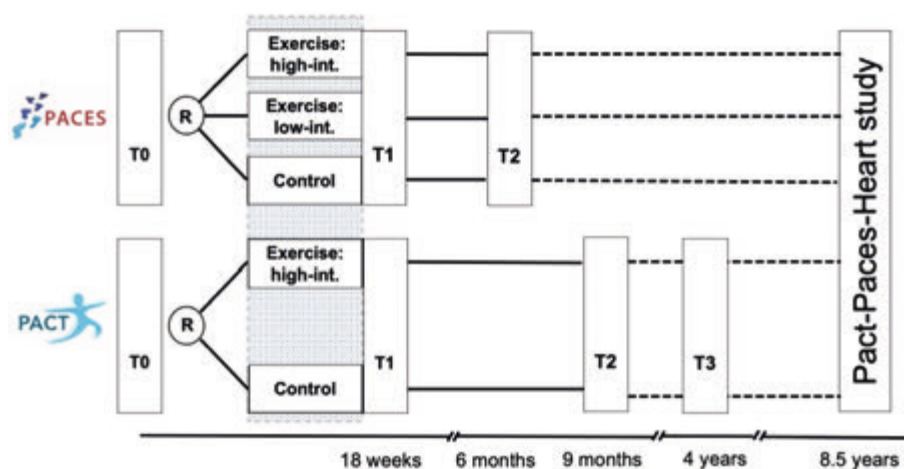 PACES
T0
R
Exercise:
high-int.
Exercise:
low-int.
Control
T1
T2
PACT
T0
R
Exercise:
high-int.
Control
T1
T2
T3
Pact-Paces-Heart study
18 weeks
6 months
9 months
4 years
8.5 years